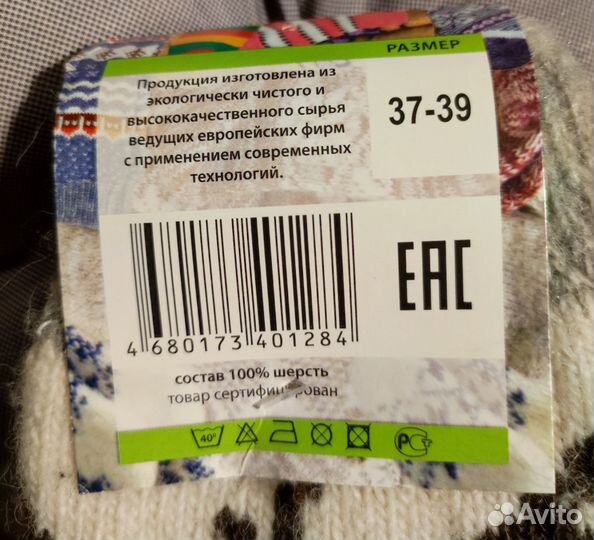 РАЗМЕР
37-39
Продукция изготовлена из
экологически чистого и
высококачественного сырья
ведущих европейских фирм
с применением современных
технологий.
EAC
4 680173 401284
состав 100% шерсть
товар сертифицирован
40°
РСТ
Avito